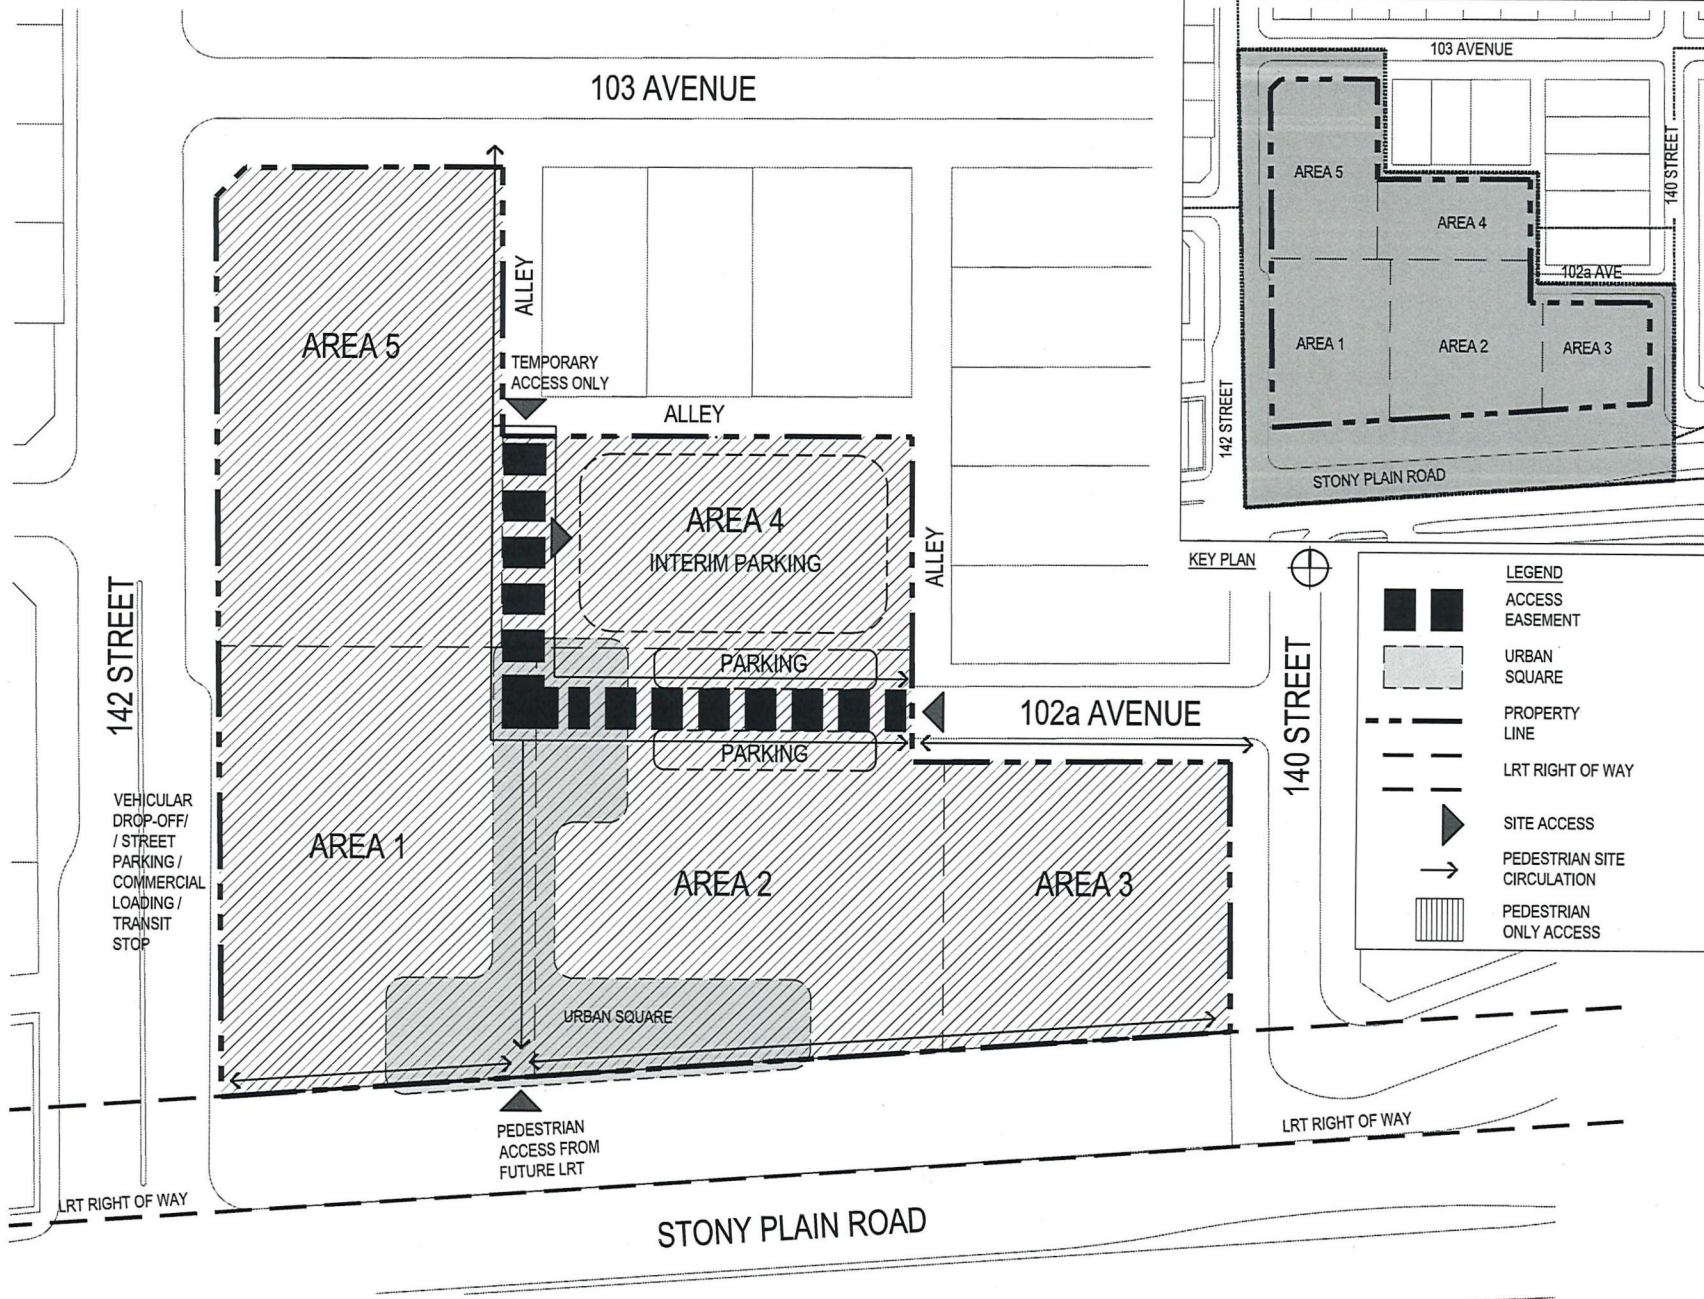 103 AVENUE
AREA 5
ALLEY
TEMPORARY
ACCESS ONLY
ALLEY
AREA 4
INTERIM PARKING
ALLEY
PARKING
102a AVENUE
PARKING
142 STREET
140 STREET
VEHICULAR
DROP-OFF/
/ STREET
PARKING /
COMMERCIAL
LOADING /
TRANSIT
STOP
AREA 1
AREA 2
AREA 3
URBAN SQUARE
PEDESTRIAN
ACCESS FROM
FUTURE LRT
LRT RIGHT OF WAY
LRT RIGHT OF WAY
STONY PLAIN ROAD
103 AVENUE
AREA 5
140 STREET
AREA 4
102a AVE
AREA 1
AREA 2
AREA 3
142 STREET
STONY PLAIN ROAD
KEY PLAN
LEGEND
ACCESS
EASEMENT
URBAN
SQUARE
PROPERTY
LINE
LRT RIGHT OF WAY
SITE ACCESS
PEDESTRIAN SITE
CIRCULATION
PEDESTRIAN
ONLY ACCESS